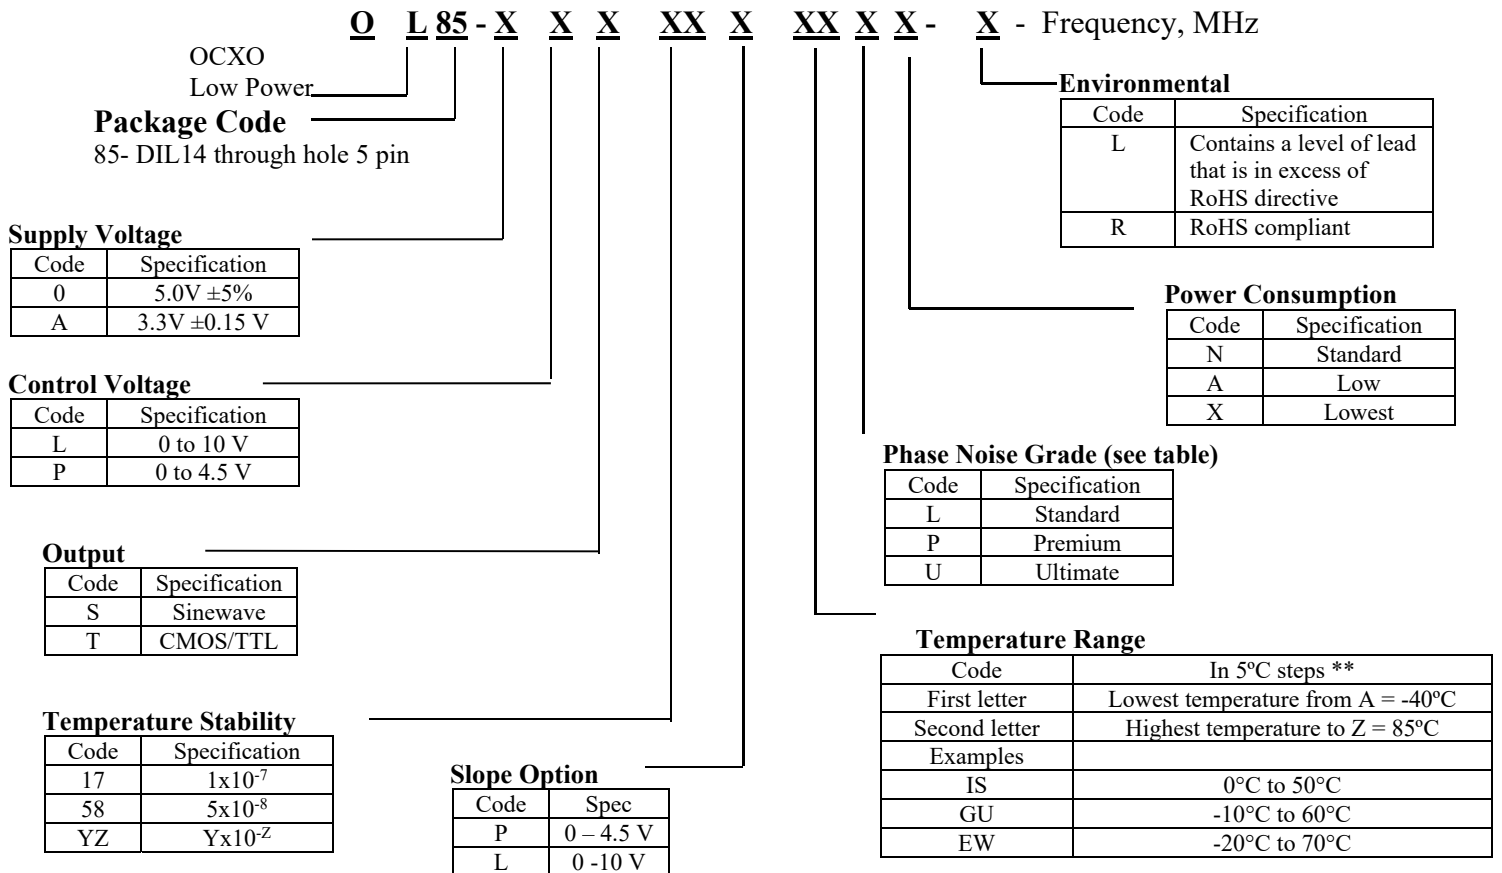 O L 85 - X X X XX X XX X X - X - Frequency, MHz
OCXO
Low Power
Package Code
85- DIL14 through hole 5 pin
Environmental
Code Specification
L Contains a level of lead
that is in excess of
RoHS directive
R RoHS compliant
Supply Voltage
Code Specification
0 5.0V ±5%
A 3.3V ±0.15 V
Power Consumption
Code Specification
N Standard
A Low
X Lowest
Control Voltage
Code Specification
L 0 to 10 V
P 0 to 4.5 V
Phase Noise Grade (see table)
Code Specification
L Standard
P Premium
U Ultimate
Output
Code Specification
S Sinewave
T CMOS/TTL
Temperature Range
Code In 5ºC steps **
First letter Lowest temperature from A = -40ºC
Second letter Highest temperature to Z = 85ºC
Examples
IS 0°C to 50°C
GU -10°C to 60°C
EW -20°C to 70°C
Temperature Stability
Code Specification
17 1x10⁻⁷
58 5x10⁻⁸
YZ Yx10⁻ᶻ
Slope Option
Code Spec
P 0 – 4.5 V
L 0 -10 V